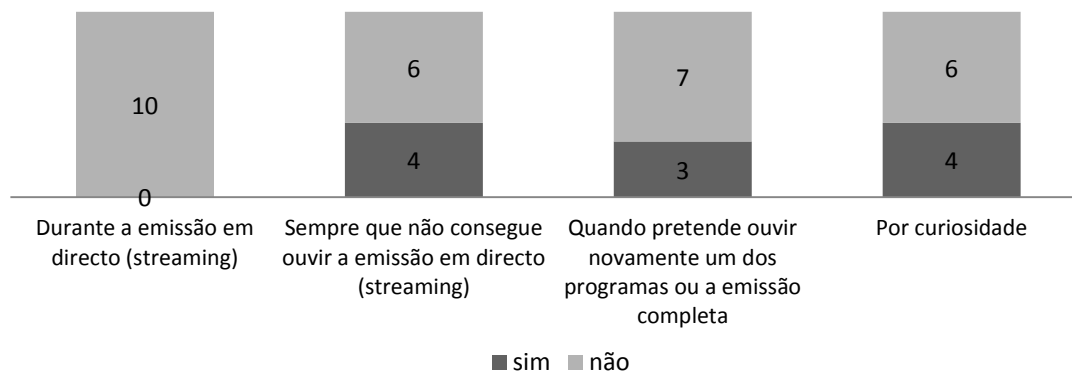 10
0
6
4
7
3
6
4
Durante a emissão em
directo (streaming)
Sempre que não consegue
ouvir a emissão em directo
(streaming)
Quando pretende ouvir
novamente um dos
programas ou a emissão
completa
Por curiosidade
sim não